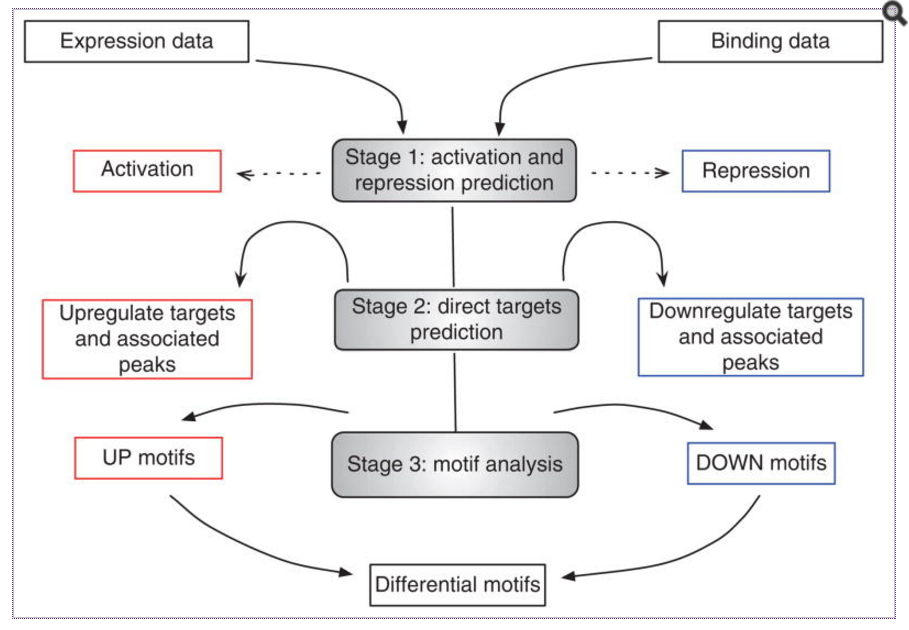 Expression data
Binding data
Stage 1: activation and
repression prediction
Activation
Repression
Stage 2: direct targets
prediction
Upregulate targets
and associated
peaks
Downregulate targets
and associated
peaks
UP motifs
Stage 3: motif analysis
DOWN motifs
Differential motifs